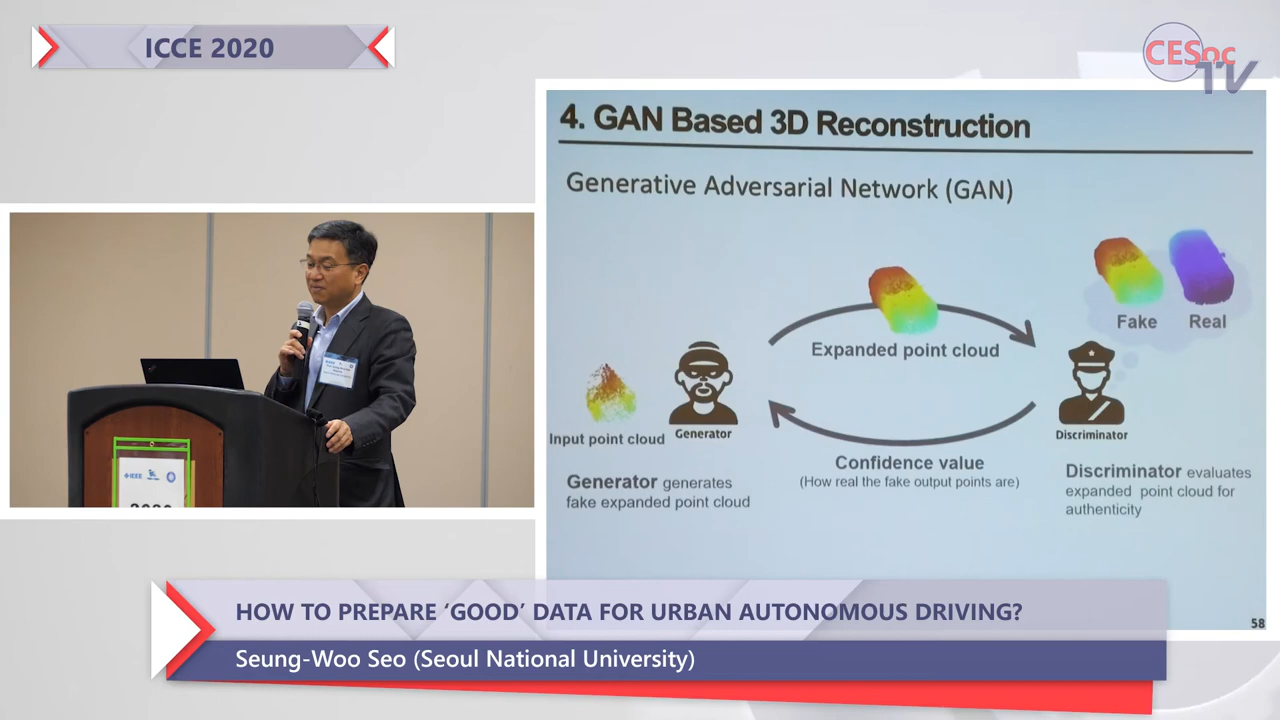 ICCE 2020
CESoc
TV
4. GAN Based 3D Reconstruction
Generative Adversarial Network (GAN)
Fake
Real
Expanded point cloud
Input point cloud
Generator
Discriminator
Confidence value
(How real the fake output points are)
Generator generates
fake expanded point cloud
Discriminator evaluates
expanded point cloud for
authenticity
IEEE
2020
58
HOW TO PREPARE ‘GOOD’ DATA FOR URBAN AUTONOMOUS DRIVING?
Seung-Woo Seo (Seoul National University)